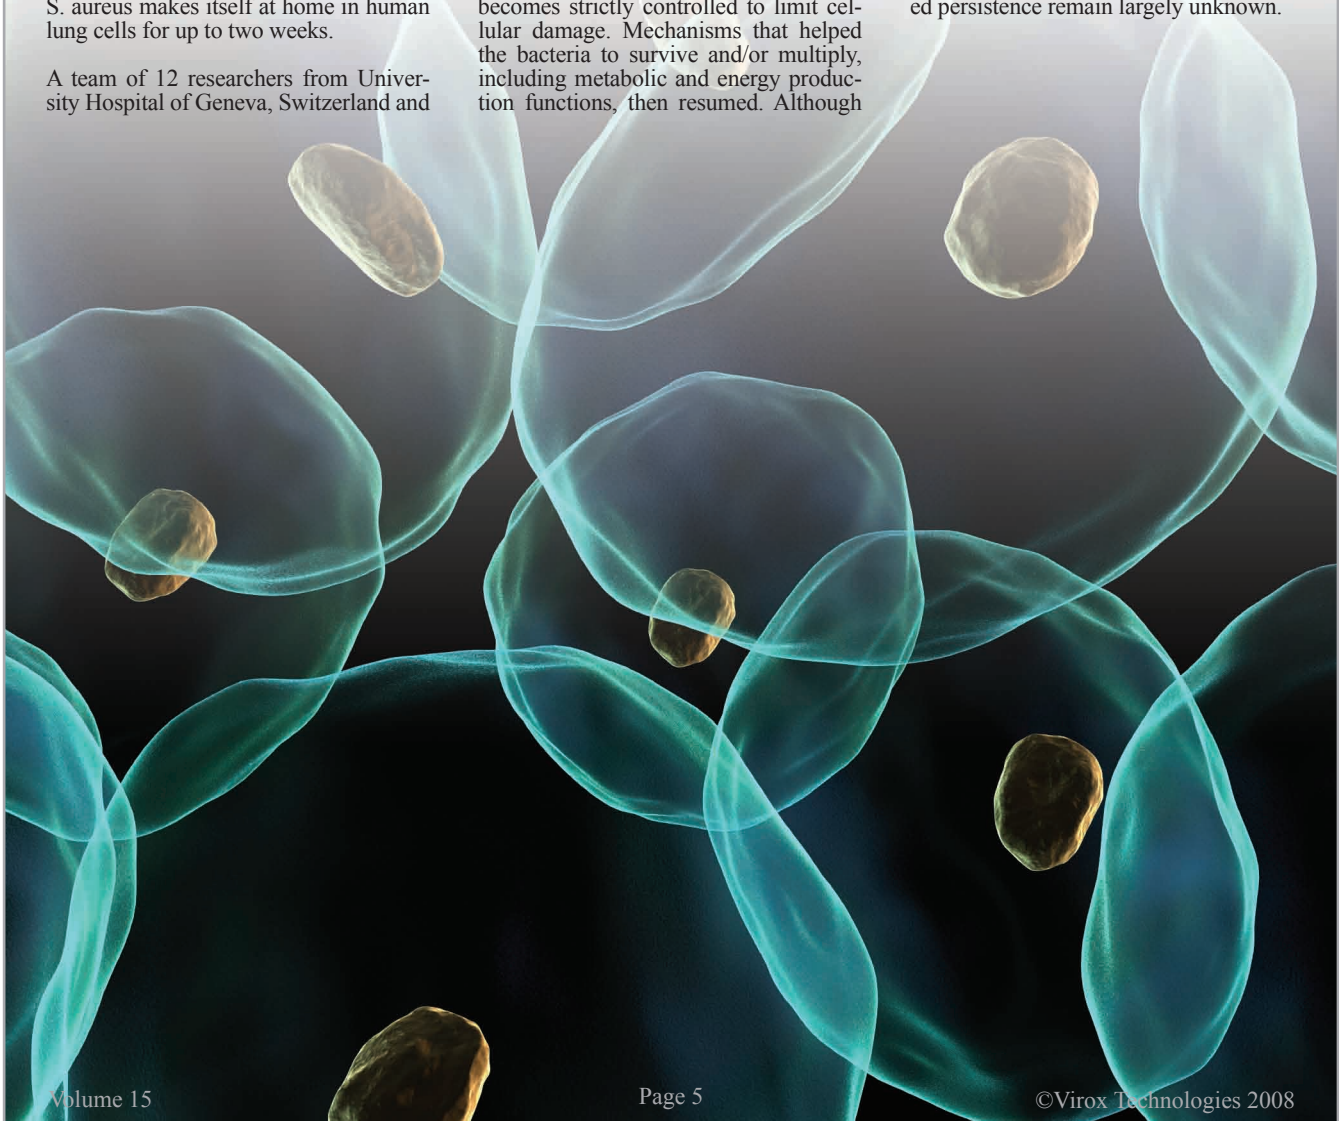 S. aureus makes itself at home in human
lung cells for up to two weeks.
A team of 12 researchers from Univer-
sity Hospital of Geneva, Switzerland and
becomes strictly controlled to limit cel-
lular damage. Mechanisms that helped
the bacteria to survive and/or multiply,
including metabolic and energy produc-
tion functions, then resumed. Although
ed persistence remain largely unknown.
Volume 15
Page 5
©Virox Technologies 2008